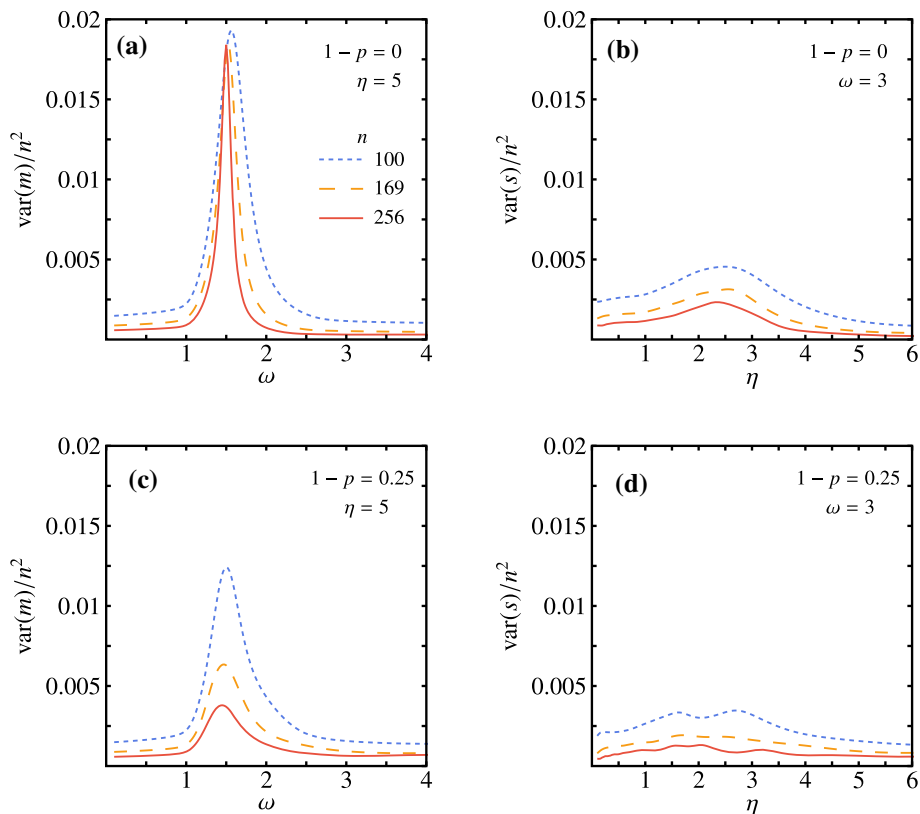 (a)
1 − p = 0
η = 5
n
100
169
256
var(m)/n²
0.02
0.015
0.01
0.005
1 2 3 4
ω
(b)
1 − p = 0
ω = 3
var(s)/n²
0.02
0.015
0.01
0.005
1 2 3 4 5 6
η
(c)
1 − p = 0.25
η = 5
var(m)/n²
0.02
0.015
0.01
0.005
1 2 3 4
ω
(d)
1 − p = 0.25
ω = 3
var(s)/n²
0.02
0.015
0.01
0.005
1 2 3 4 5 6
η